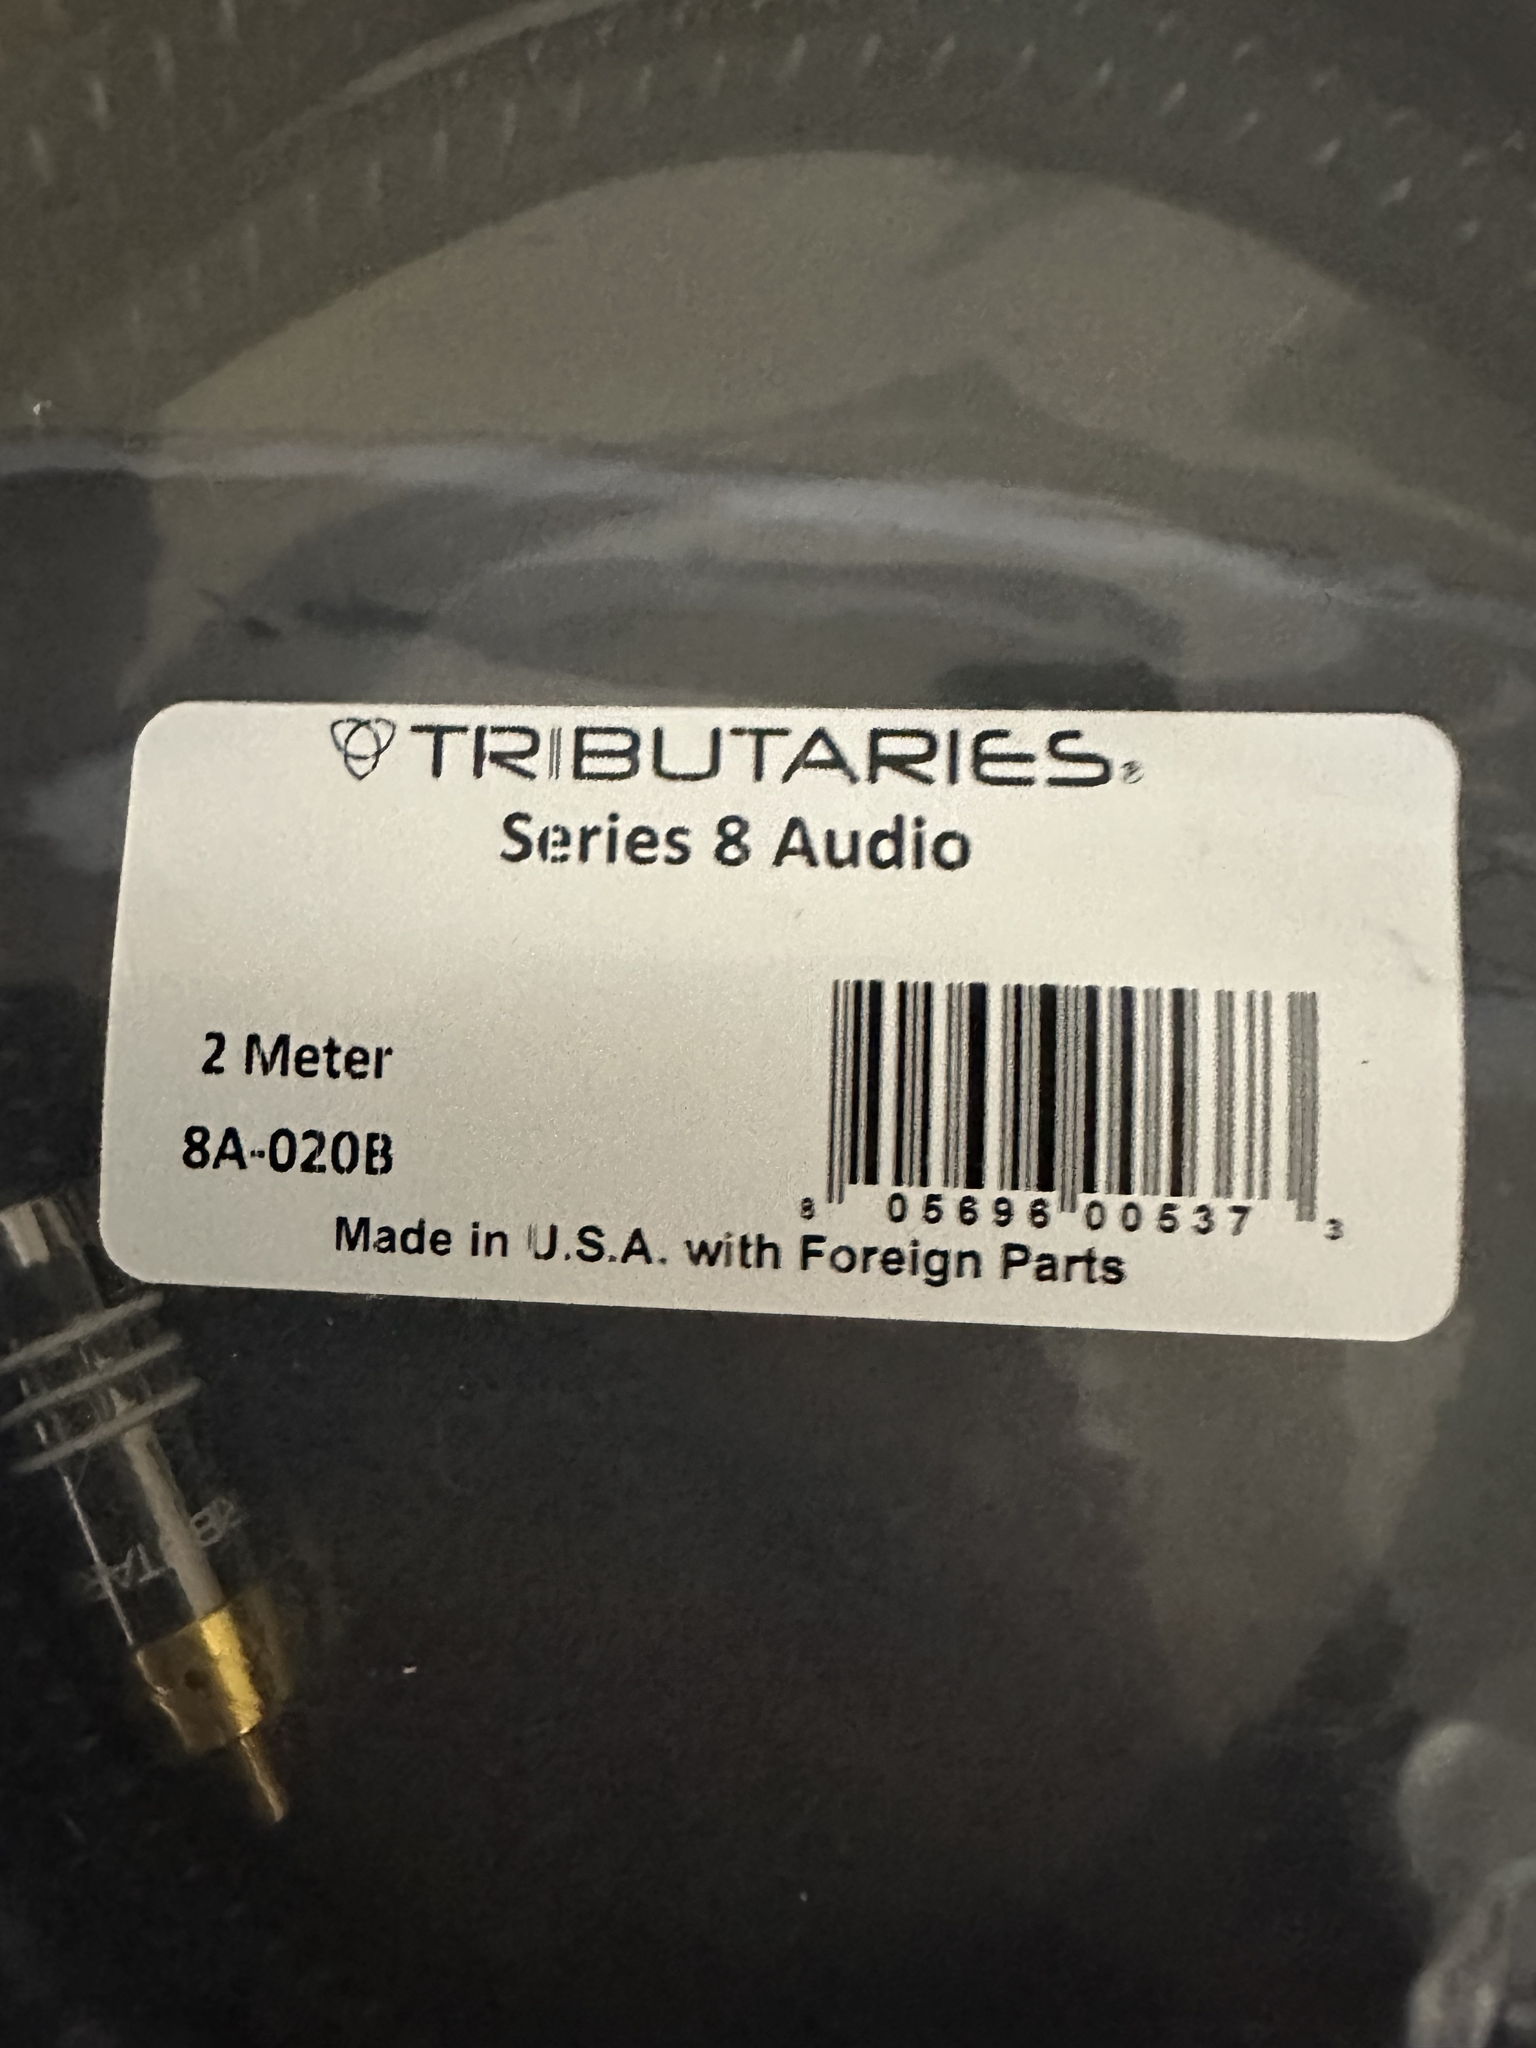 TRIBUTARIES®
Series 8 Audio
2 Meter
8A-020B
8 05696 00537 3
Made in U.S.A. with Foreign Parts